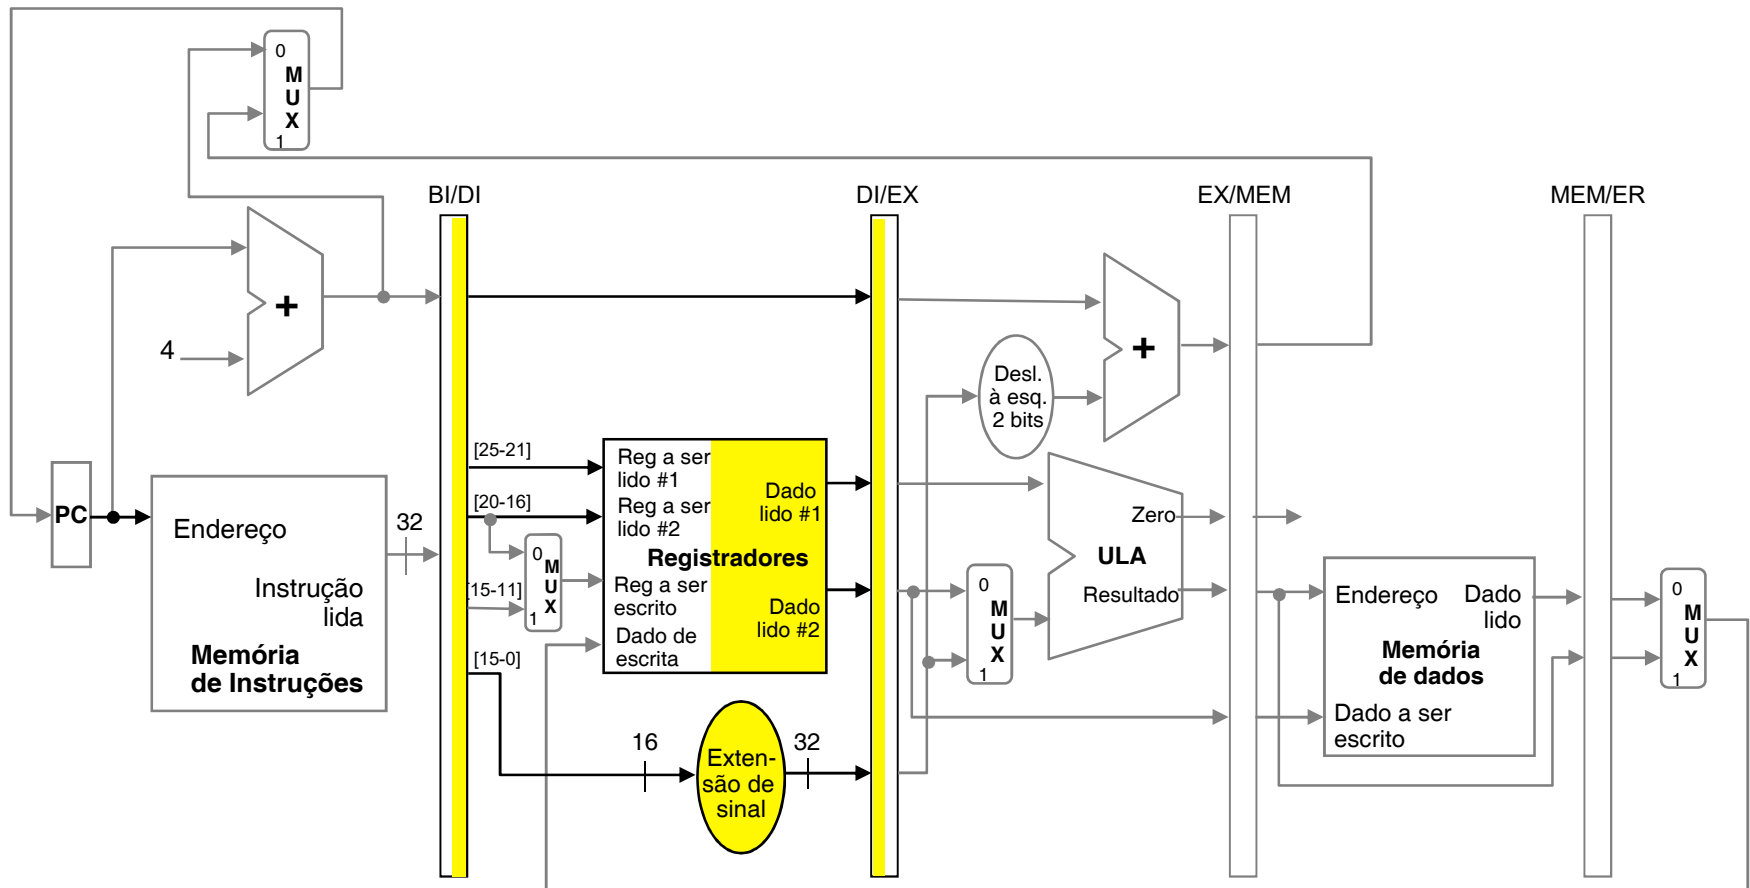 0
M
U
X
1
BI/DI
DI/EX
EX/MEM
MEM/ER
+
4
+
Desl.
à esq.
2 bits
PC
Endereço
Instrução
lida
Memória
de Instruções
32
[25-21]
[20-16]
[15-11]
[15-0]
0
M
U
X
1
Reg a ser
lido #1
Reg a ser
lido #2
Registradores
Reg a ser
escrito
Dado de
escrita
Dado
lido #1
Dado
lido #2
16
Exten-
são de
sinal
32
0
M
U
X
1
Zero
ULA
Resultado
Endereço
Dado
lido
Memória
de dados
Dado a ser
escrito
0
M
U
X
1